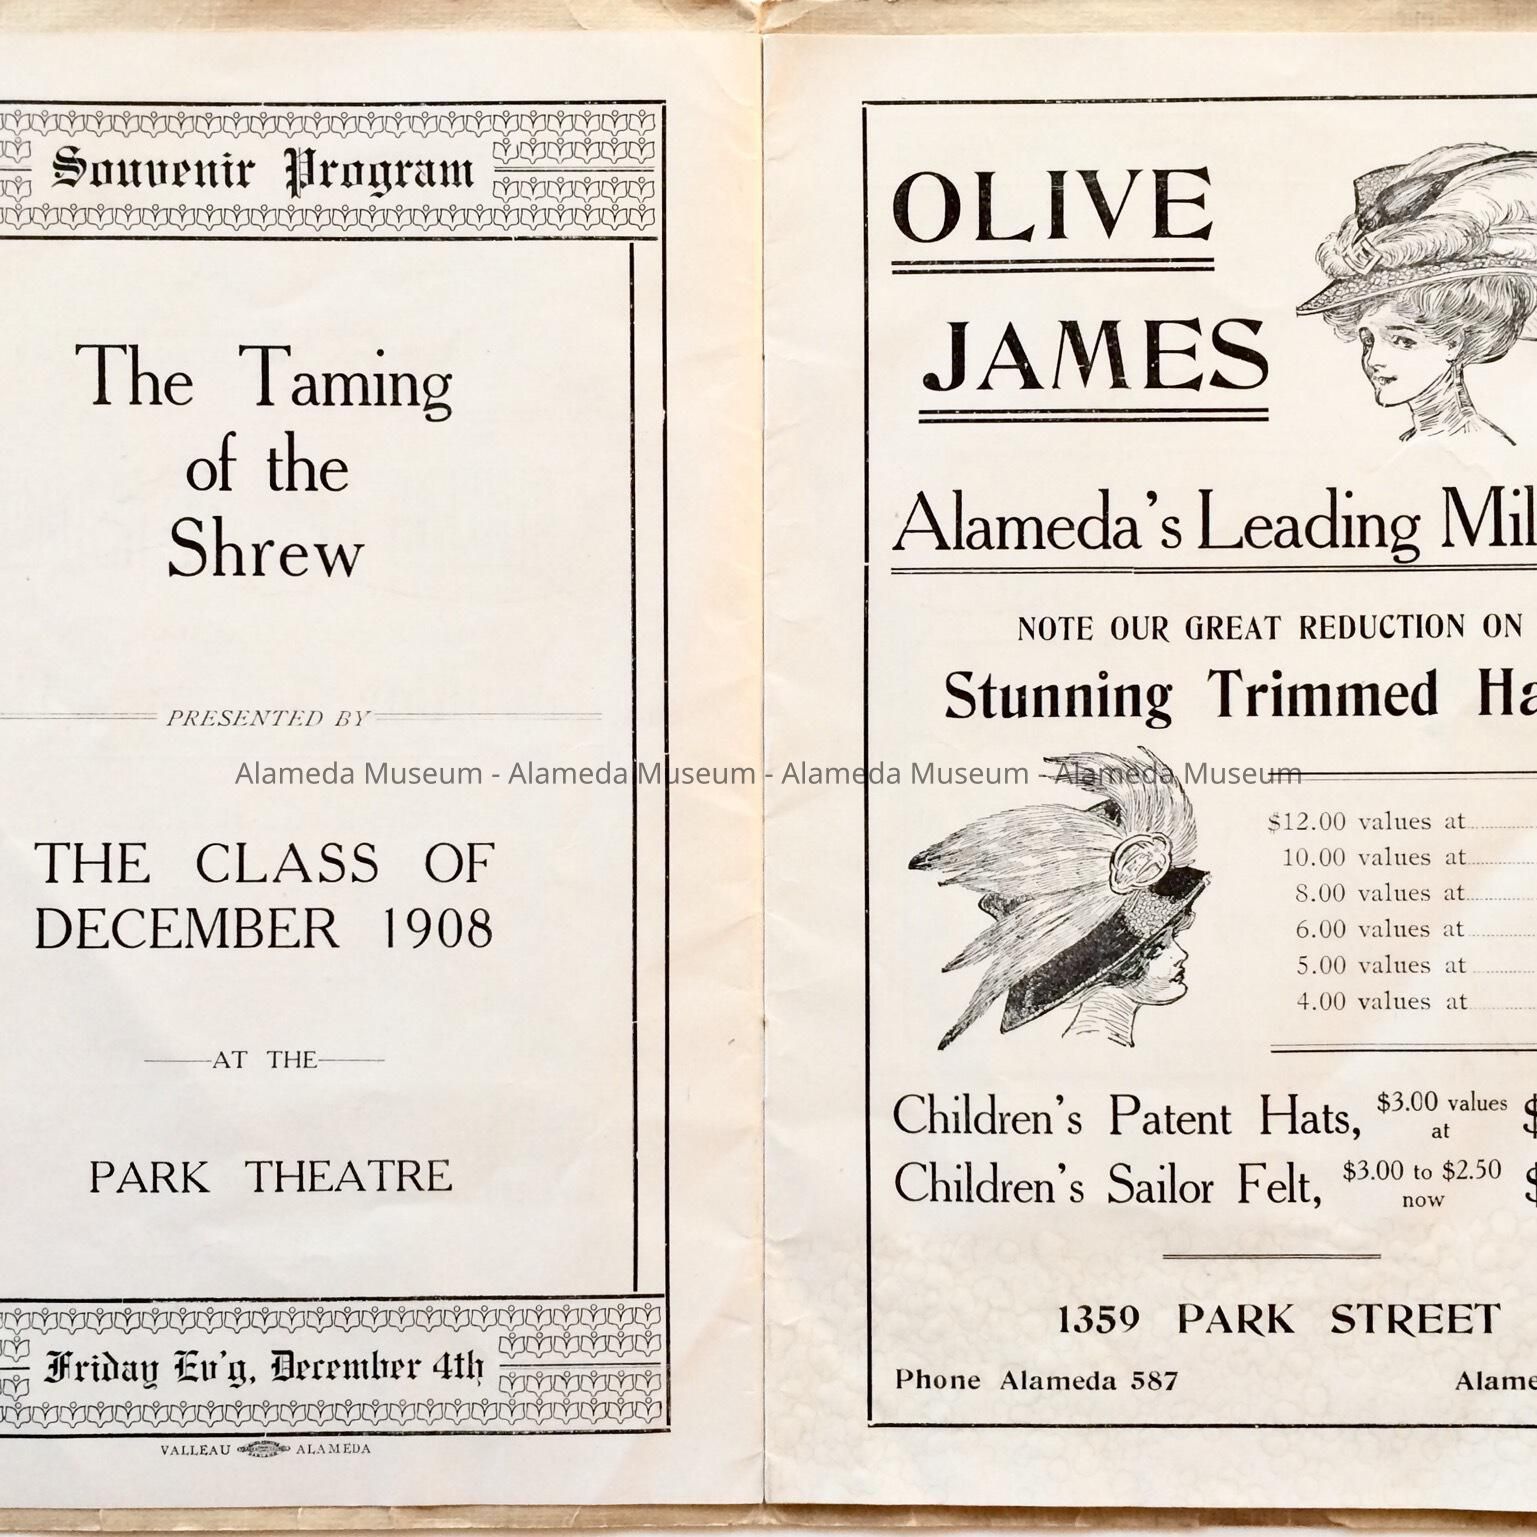 Souvenir Program
The Taming
of the
Shrew
PRESENTED BY
THE CLASS OF
DECEMBER 1908
AT THE
PARK THEATRE
Friday Ev'g, December 4th
VALLEAU ALAMEDA
OLIVE
JAMES
Alameda's Leading Mil
NOTE OUR GREAT REDUCTION ON
Stunning Trimmed Ha
$12.00 values at
10.00 values at
8.00 values at
6.00 values at
5.00 values at
4.00 values at
Children's Patent Hats, $3.00 values at $
Children's Sailor Felt, $3.00 to $2.50 now $
1359 PARK STREET
Phone Alameda 587 Alame
Alameda Museum - Alameda Museum - Alameda Museum - Alameda Museum